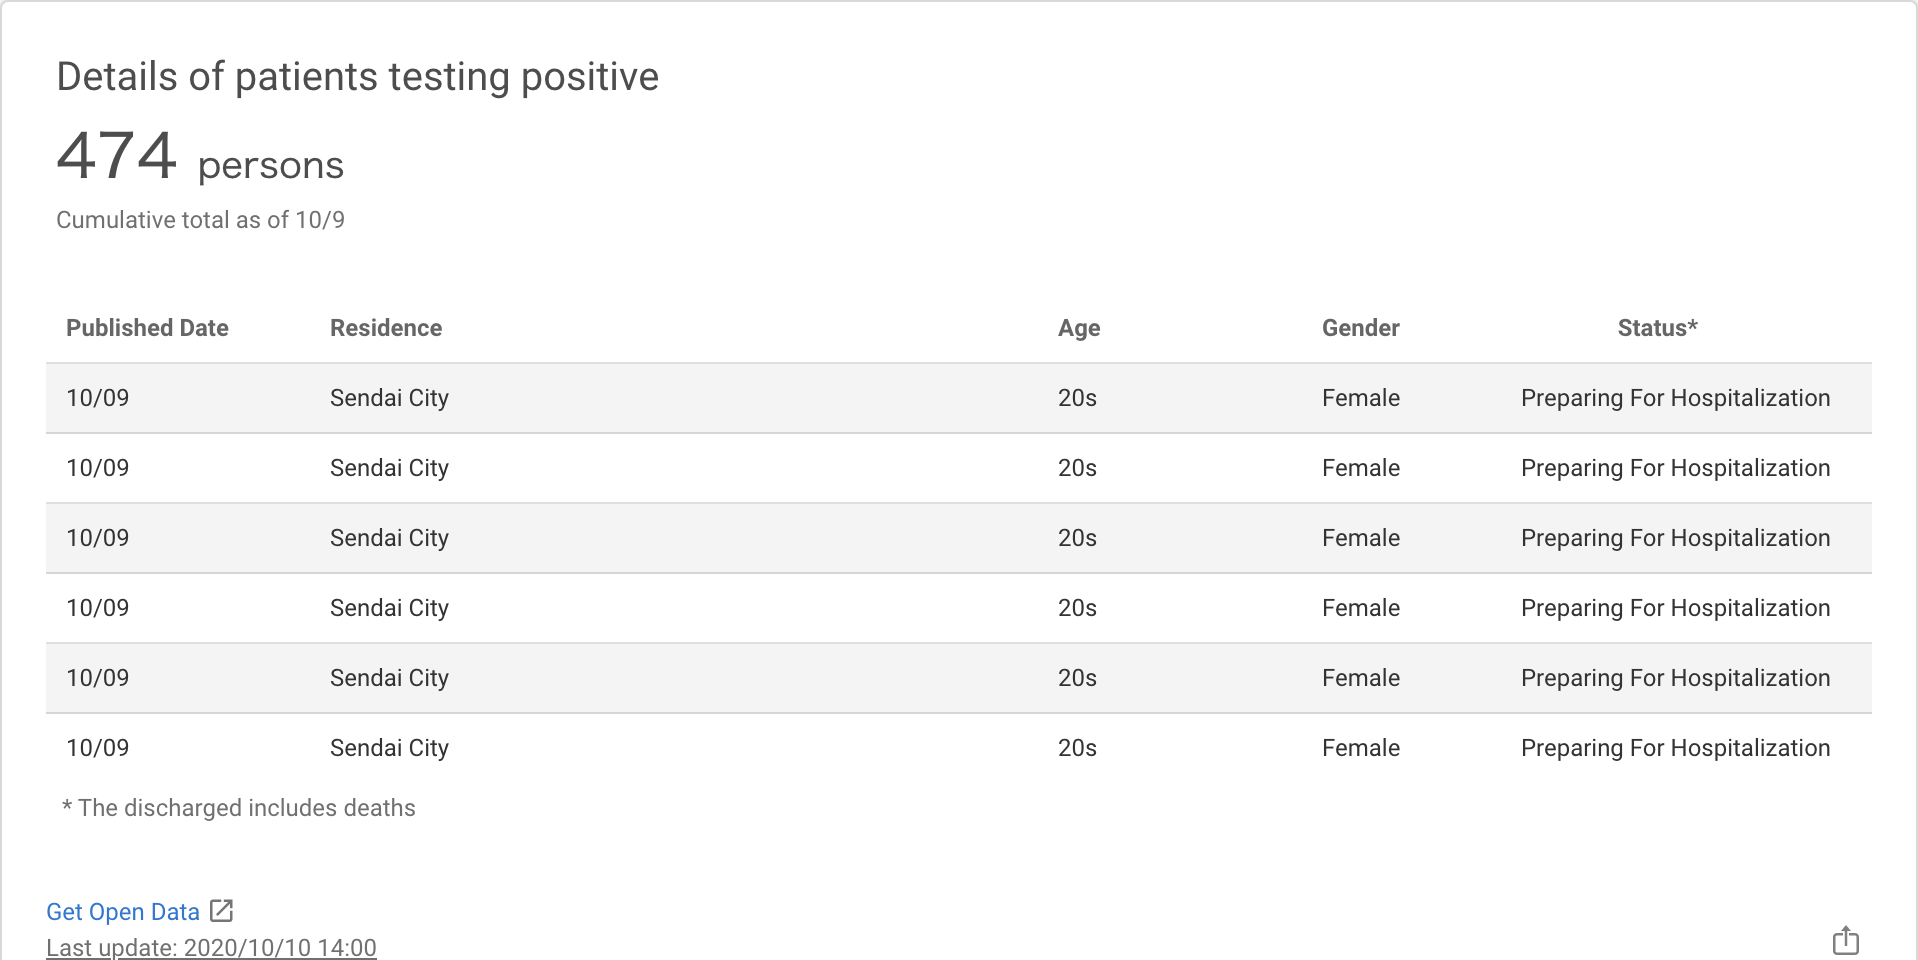 Details of patients testing positive
474 persons
Cumulative total as of 10/9
Published Date Residence Age Gender Status*
10/09 Sendai City 20s Female Preparing For Hospitalization
10/09 Sendai City 20s Female Preparing For Hospitalization
10/09 Sendai City 20s Female Preparing For Hospitalization
10/09 Sendai City 20s Female Preparing For Hospitalization
10/09 Sendai City 20s Female Preparing For Hospitalization
10/09 Sendai City 20s Female Preparing For Hospitalization
* The discharged includes deaths
Get Open Data
Last update: 2020/10/10 14:00